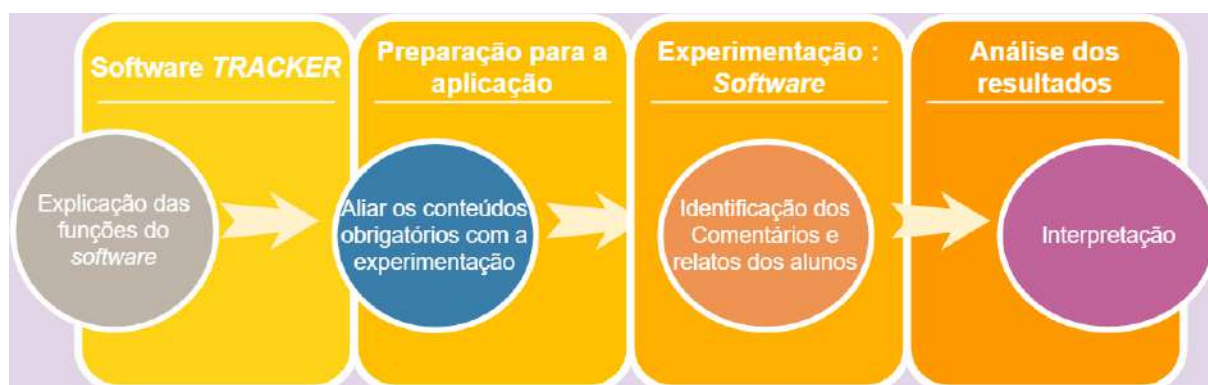 Software TRACKER
Explicação das
funções do
software
Preparação para a
aplicação
Aliar os conteúdos
obrigatórios com a
experimentação
Experimentação :
Software
Identificação dos
Comentários e
relatos dos alunos
Análise dos
resultados
Interpretação